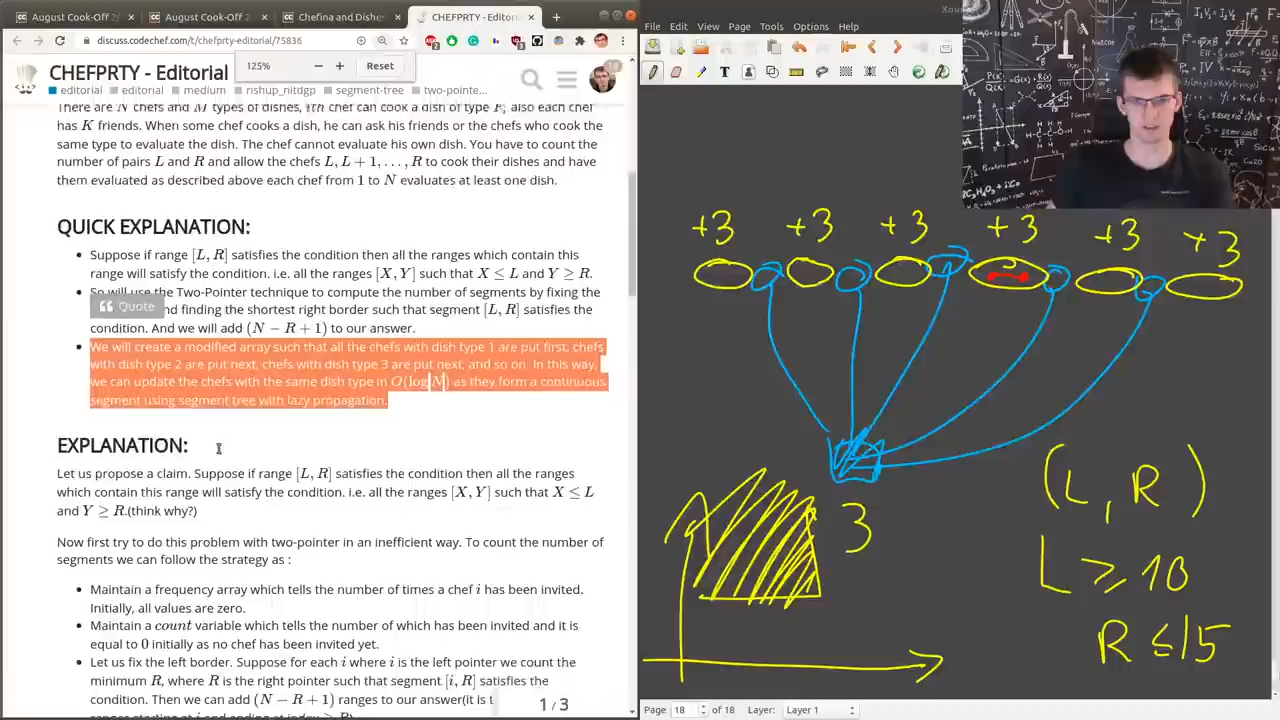 August Cook-Off 2
August Cook-Off 2
Chefina and Dishe
CHEFPRTY - Editori
discuss.codechef.com/t/chefprty-editorial/75836
125%
Reset
CHEFPRTY - Editorial
editorial editorial medium rishup_nitdgp segment-tree two-pointe...
There are N chefs and M types of dishes, ith chef can cook a dish of type F, also each chef
has K friends. When some chef cooks a dish, he can ask his friends or the chefs who cook the
same type to evaluate the dish. The chef cannot evaluate his own dish. You have to count the
number of pairs L and R and allow the chefs L, L + 1, . . . , R to cook their dishes and have
them evaluated as described above each chef from 1 to N evaluates at least one dish.
QUICK EXPLANATION:
Suppose if range [L, R] satisfies the condition then all the ranges which contain this
range will satisfy the condition. i.e. all the ranges [X, Y] such that X ≤ L and Y ≥ R.
So will use the Two-Pointer technique to compute the number of segments by fixing the
Quote
and finding the shortest right border such that segment [L, R] satisfies the
condition. And we will add (N − R + 1) to our answer.
We will create a modified array such that all the chefs with dish type 1 are put first, chefs
with dish type 2 are put next, chefs with dish type 3 are put next, and so on. In this way,
we can update the chefs with the same dish type in O(log N) as they form a continuous
segment using segment tree with lazy propagation.
EXPLANATION:
Let us propose a claim. Suppose if range [L, R] satisfies the condition then all the ranges
which contain this range will satisfy the condition. i.e. all the ranges [X, Y] such that X ≤ L
and Y ≥ R.(think why?)
Now first try to do this problem with two-pointer in an inefficient way. To count the number of
segments we can follow the strategy as :
Maintain a frequency array which tells the number of times a chef i has been invited.
Initially, all values are zero.
Maintain a count variable which tells the number of which has been invited and it is
equal to 0 initially as no chef has been invited yet.
Let us fix the left border. Suppose for each i where i is the left pointer we count the
minimum R, where R is the right pointer such that segment [i, R] satisfies the
condition. Then we can add (N − R + 1) ranges to our answer(it is
1 / 3
File Edit View Page Tools Options Help
+3 +3 +3 +3 +3 +3
3
(L, R)
L ≥ 10
R ≤ 15
Page 18 of 18 Layer: Layer 1